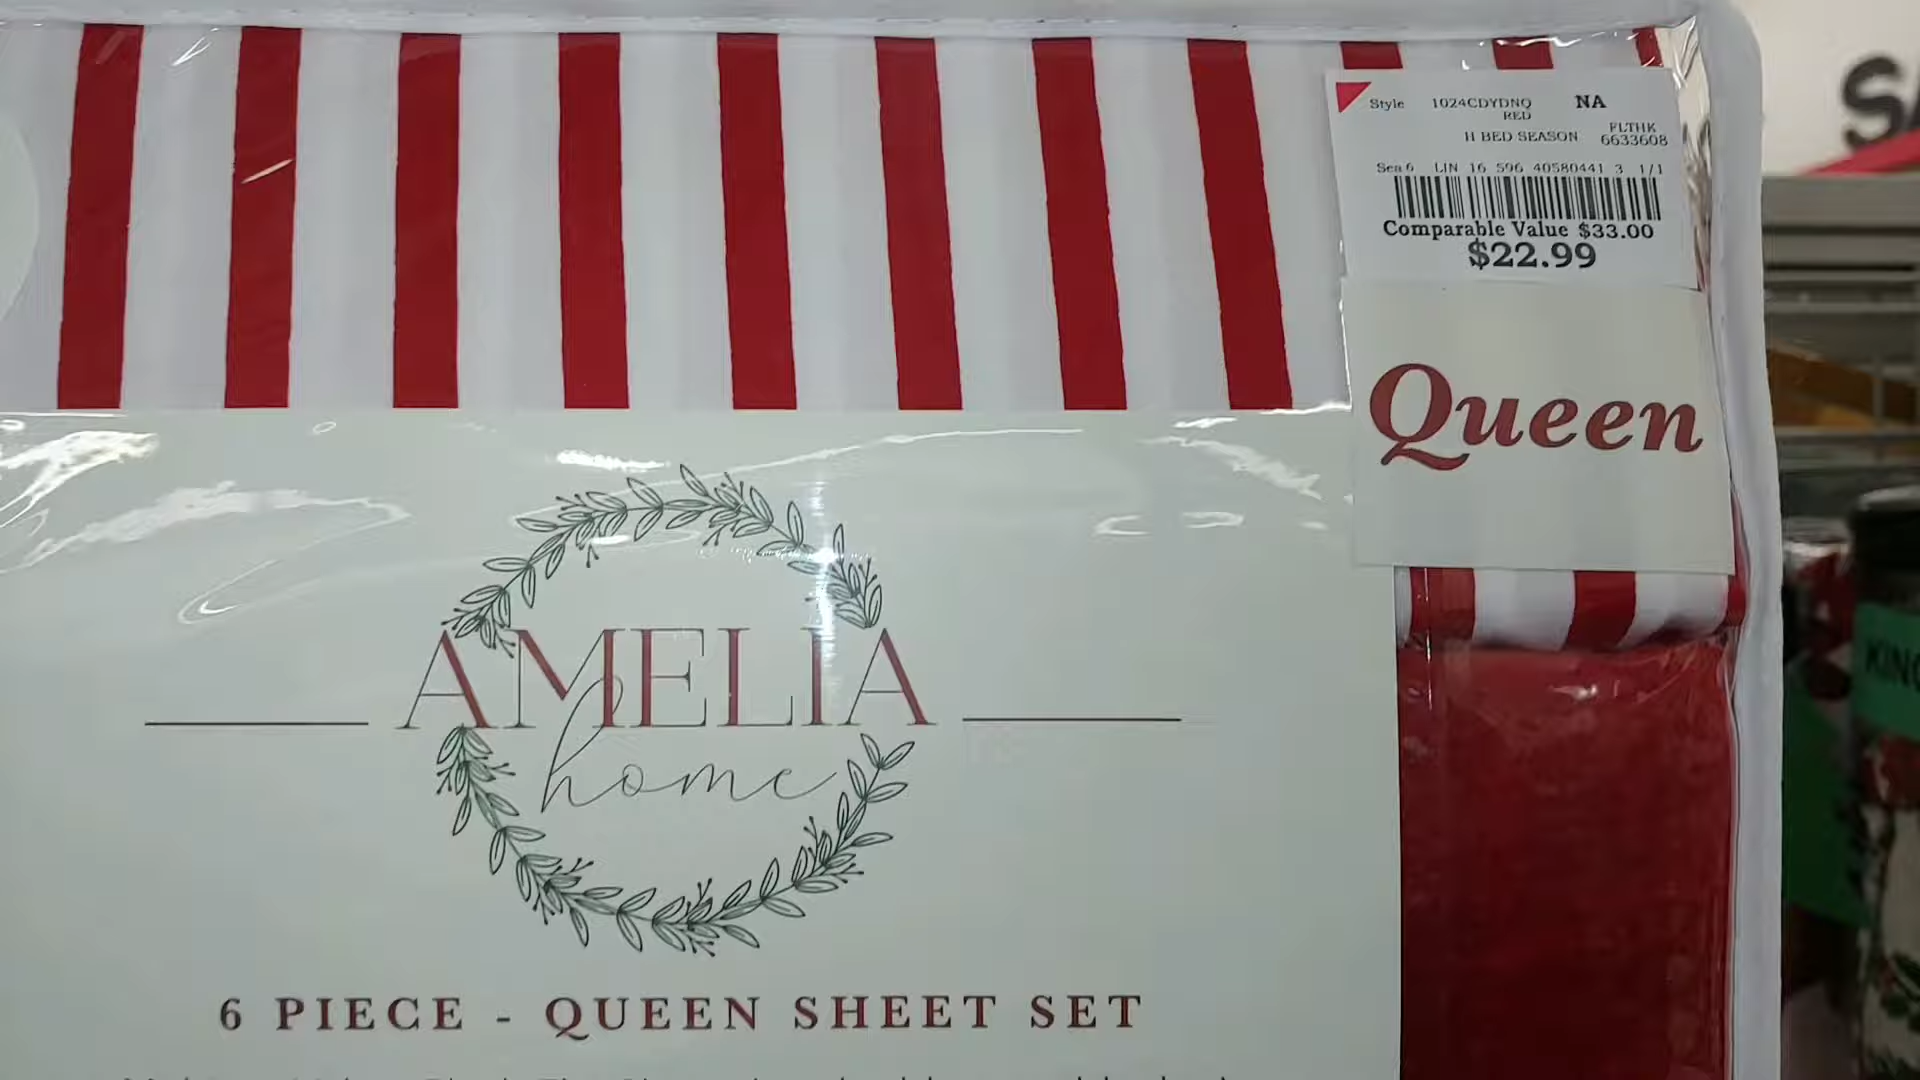 Style 1024CDYDNQ NA
RED
H BED SEASON FLTHK
6633608
Sea 6 LIN 16 596 40580441 3 1/1
Comparable Value $33.00
$22.99
Queen
AMELIA
home
6 PIECE - QUEEN SHEET SET
KING